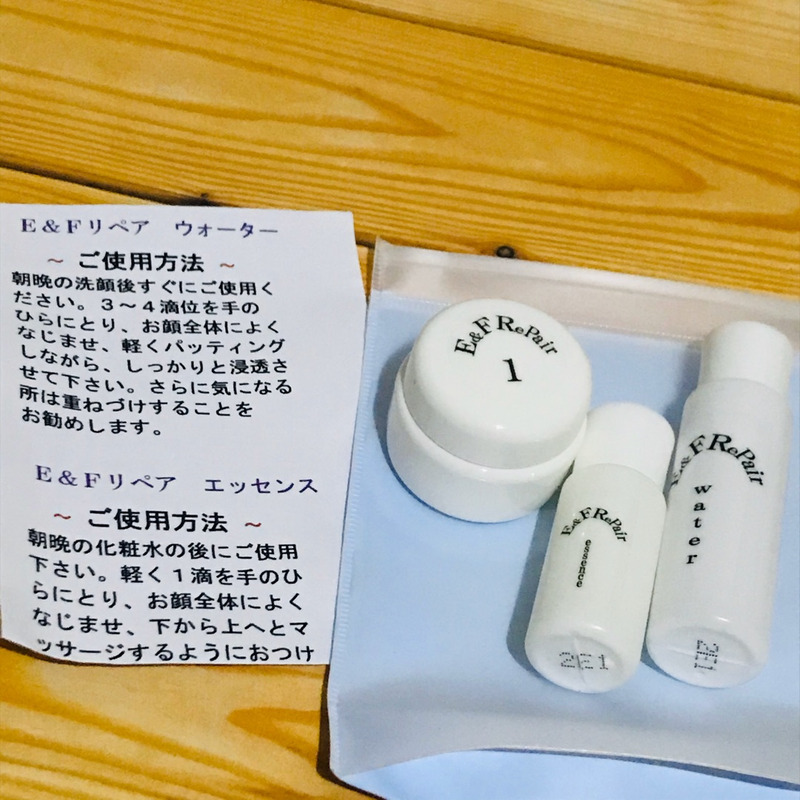 E&Fリペア ウォーター
~ ご使用方法 ~
朝晩の洗顔後すぐにご使用く
ださい。3~4滴位を手の
ひらにとり、お顔全体によく
なじませ、軽くパッティング
しながら、しっかりと浸透さ
せて下さい。さらに気になる
所は重ねづけすることを
お勧めします。
E&Fリペア エッセンス
~ ご使用方法 ~
朝晩の化粧水の後にご使用
下さい。軽く1滴を手のひ
らにとり、お顔全体によく
なじませ、下から上へとマ
ッサージするようにおつけ
E&F RePair
1
E&F RePair
essence
2E1
E&F RePair
water